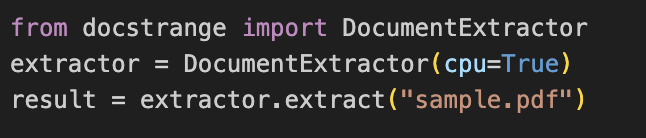 from docstrange import DocumentExtractor
extractor = DocumentExtractor(cpu=True)
result = extractor.extract("sample.pdf")